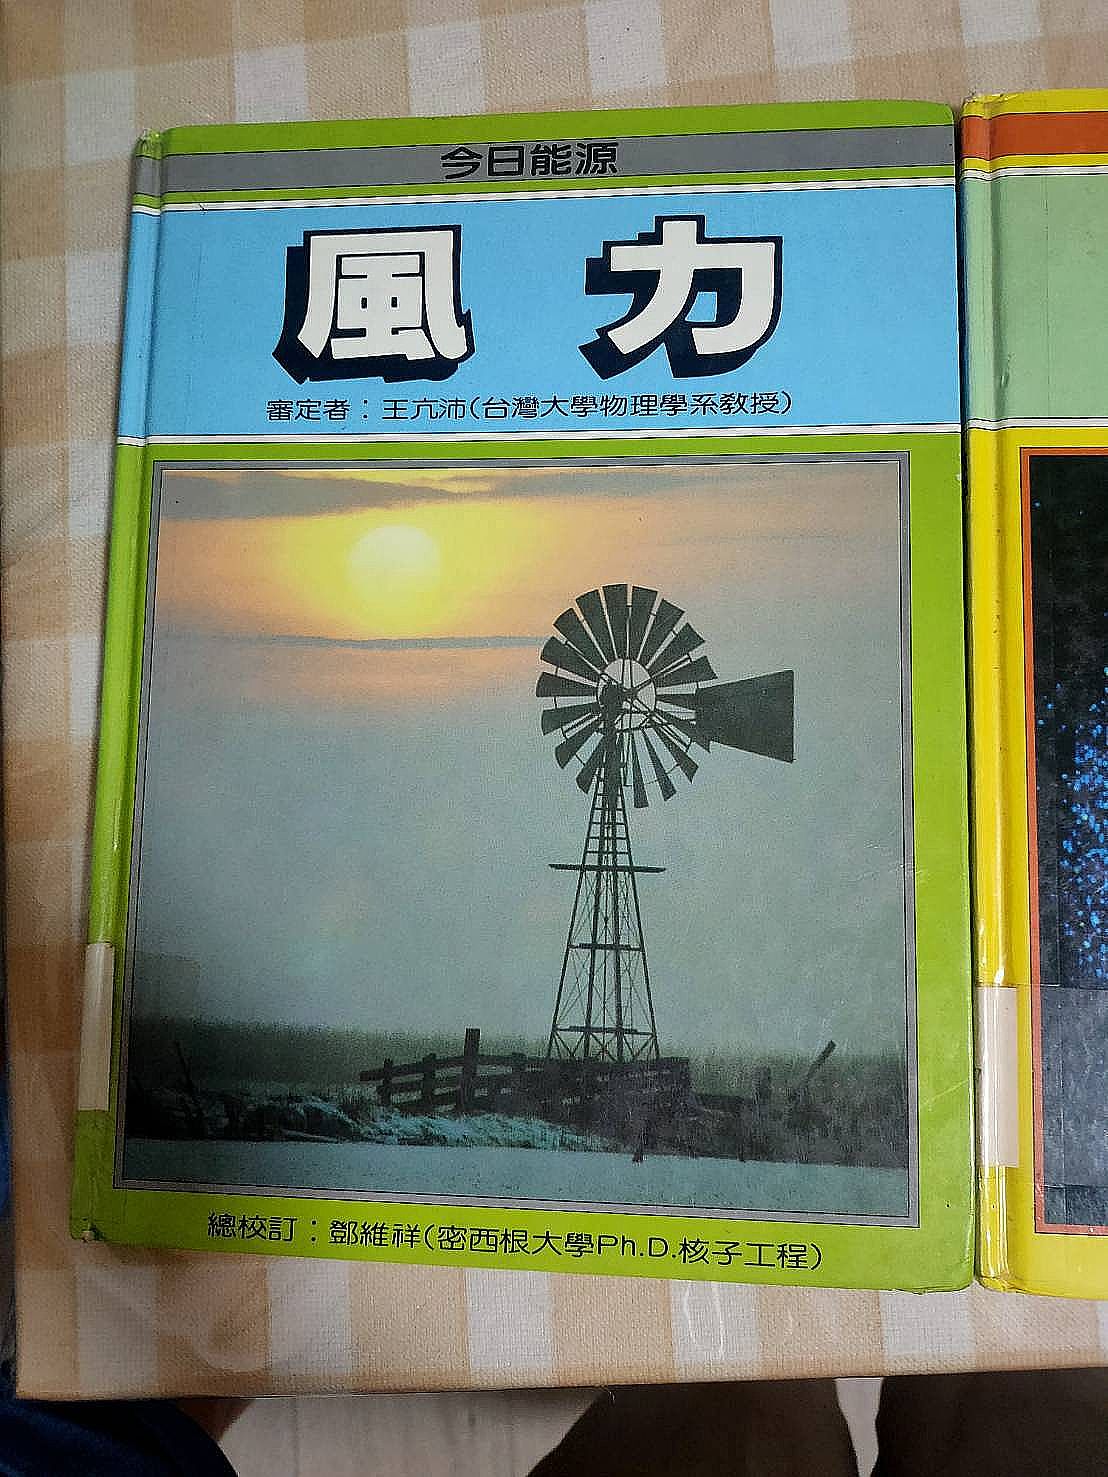 今日能源
風力
審定者：王亢沛(台灣大學物理學系教授)
總校訂：鄧維祥(密西根大學Ph.D.核子工程)